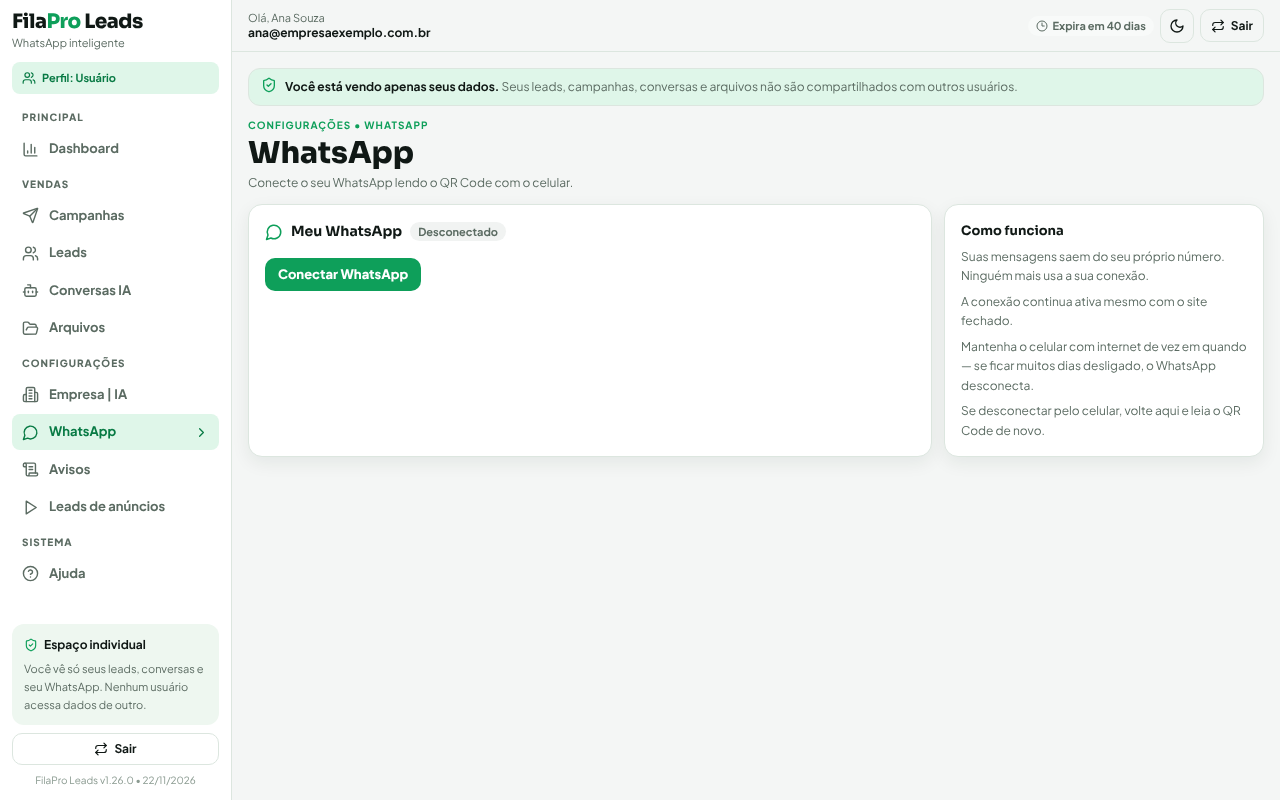 FilaPro Leads
WhatsApp inteligente
Perfil: Usuário
PRINCIPAL
Dashboard
VENDAS
Campanhas
Leads
Conversas IA
Arquivos
CONFIGURAÇÕES
Empresa | IA
WhatsApp
Avisos
Leads de anúncios
SISTEMA
Ajuda
Espaço individual
Você vê só seus leads, conversas e
seu WhatsApp. Nenhum usuário
acessa dados de outro.
Sair
FilaPro Leads v1.26.0 • 22/11/2026
Olá, Ana Souza
ana@empresaexemplo.com.br
Expira em 40 dias
Sair
Você está vendo apenas seus dados. Seus leads, campanhas, conversas e arquivos não são compartilhados com outros usuários.
CONFIGURAÇÕES • WHATSAPP
WhatsApp
Conecte o seu WhatsApp lendo o QR Code com o celular.
Meu WhatsApp Desconectado
Conectar WhatsApp
Como funciona
Suas mensagens saem do seu próprio número.
Ninguém mais usa a sua conexão.
A conexão continua ativa mesmo com o site
fechado.
Mantenha o celular com internet de vez em quando
— se ficar muitos dias desligado, o WhatsApp
desconecta.
Se desconectar pelo celular, volte aqui e leia o QR
Code de novo.